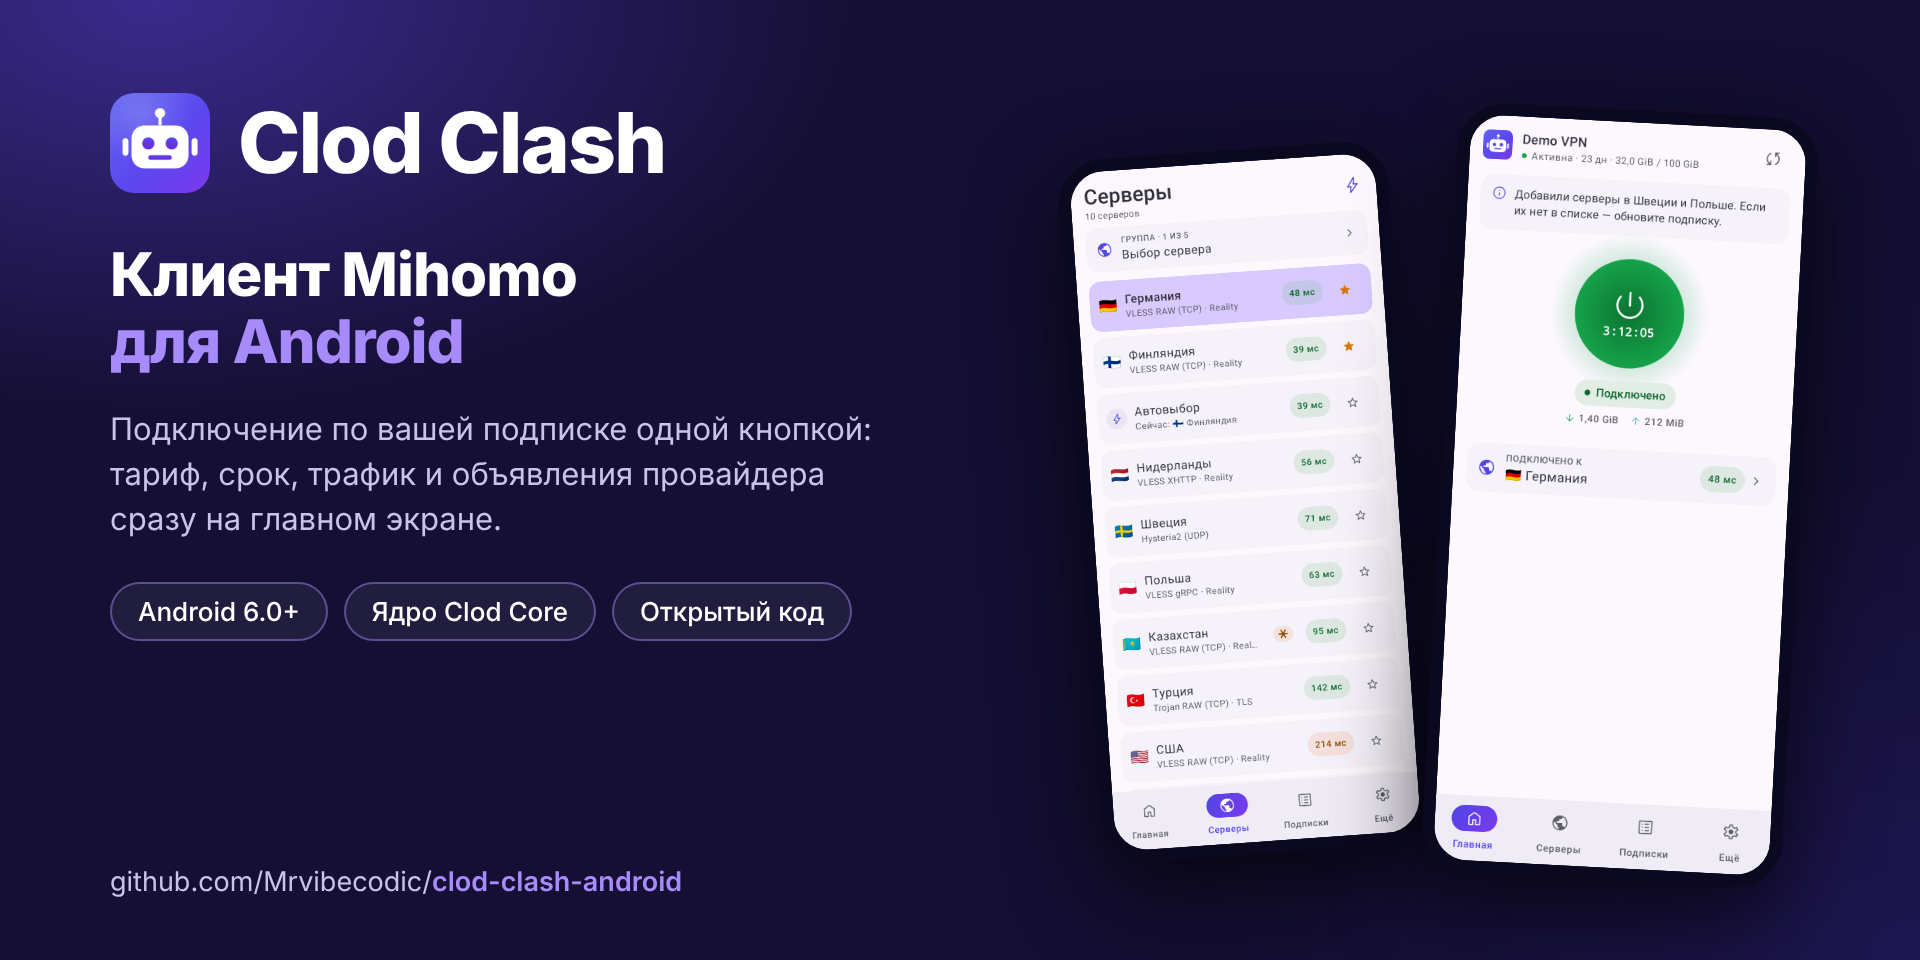 Clod Clash
Клиент Mihomo
для Android
Подключение по вашей подписке одной кнопкой:
тариф, срок, трафик и объявления провайдера
сразу на главном экране.
Android 6.0+
Ядро Clod Core
Открытый код
github.com/Mrvibecodic/clod-clash-android
Серверы
10 серверов
ГРУППА · 1 ИЗ 5
Выбор сервера
Германия
VLESS RAW (TCP) · Reality
48 мс
Финляндия
VLESS RAW (TCP) · Reality
39 мс
Автовыбор
Сейчас: 🇫🇮 Финляндия
39 мс
Нидерланды
VLESS XHTTP · Reality
56 мс
Швеция
Hysteria2 (UDP)
71 мс
Польша
VLESS gRPC · Reality
63 мс
Казахстан
VLESS RAW (TCP) · Real...
95 мс
Турция
Trojan RAW (TCP) · TLS
142 мс
США
VLESS RAW (TCP) · Reality
214 мс
Главная
Серверы
Подписки
Ещё
Demo VPN
Активна · 23 дн · 32,0 GiB / 100 GiB
Добавили серверы в Швеции и Польше. Если
их нет в списке — обновите подписку.
3:12:05
Подключено
↓ 1,40 GiB ↑ 212 MiB
ПОДКЛЮЧЕНО К
🇩🇪 Германия
48 мс
Главная
Серверы
Подписки
Ещё